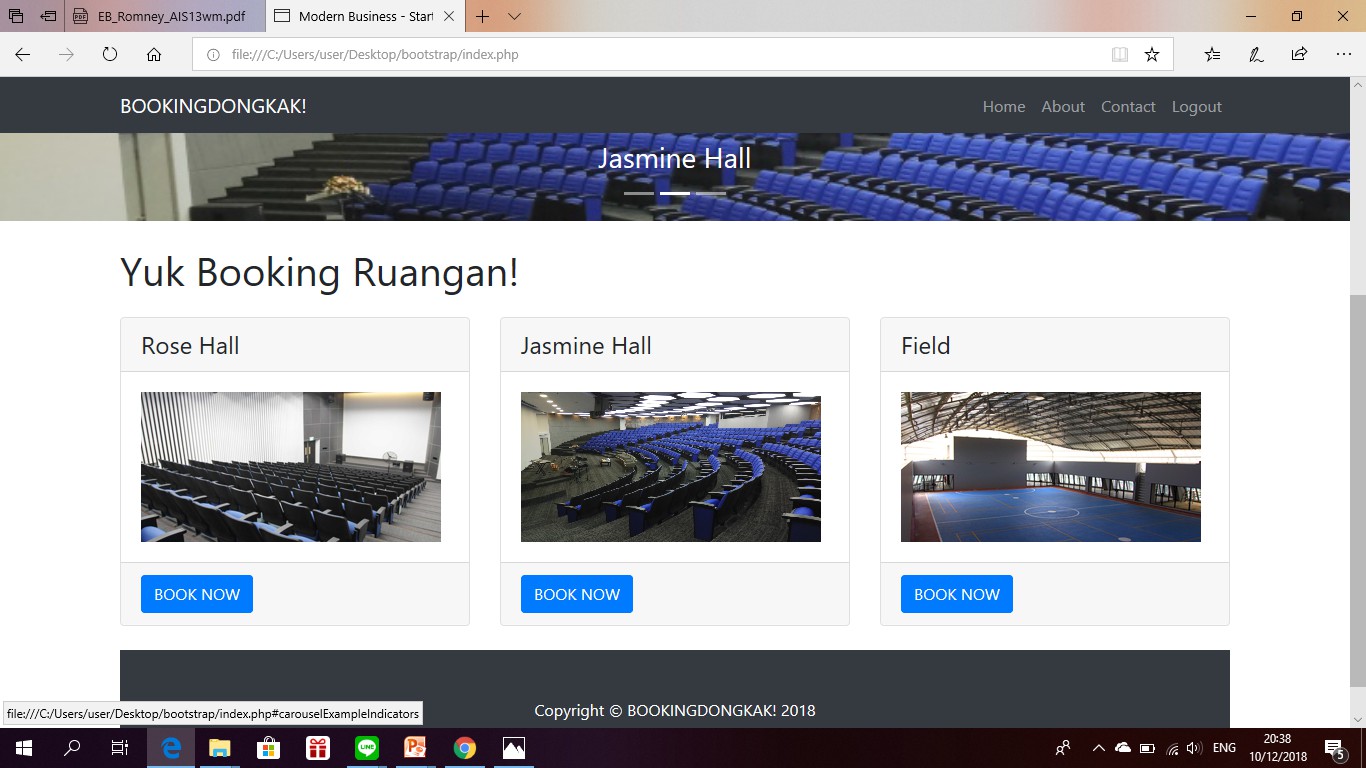 EB_Romney_AIS13wm.pdf
Modern Business - Start
file:///C:/Users/user/Desktop/bootstrap/index.php
BOOKINGDONGKAK!
Home About Contact Logout
Jasmine Hall
Yuk Booking Ruangan!
Rose Hall
Jasmine Hall
Field
BOOK NOW
BOOK NOW
BOOK NOW
Copyright © BOOKINGDONGKAK! 2018
file:///C:/Users/user/Desktop/bootstrap/index.php#carouselExampleIndicators
LINE
ENG
20:38
10/12/2018
5